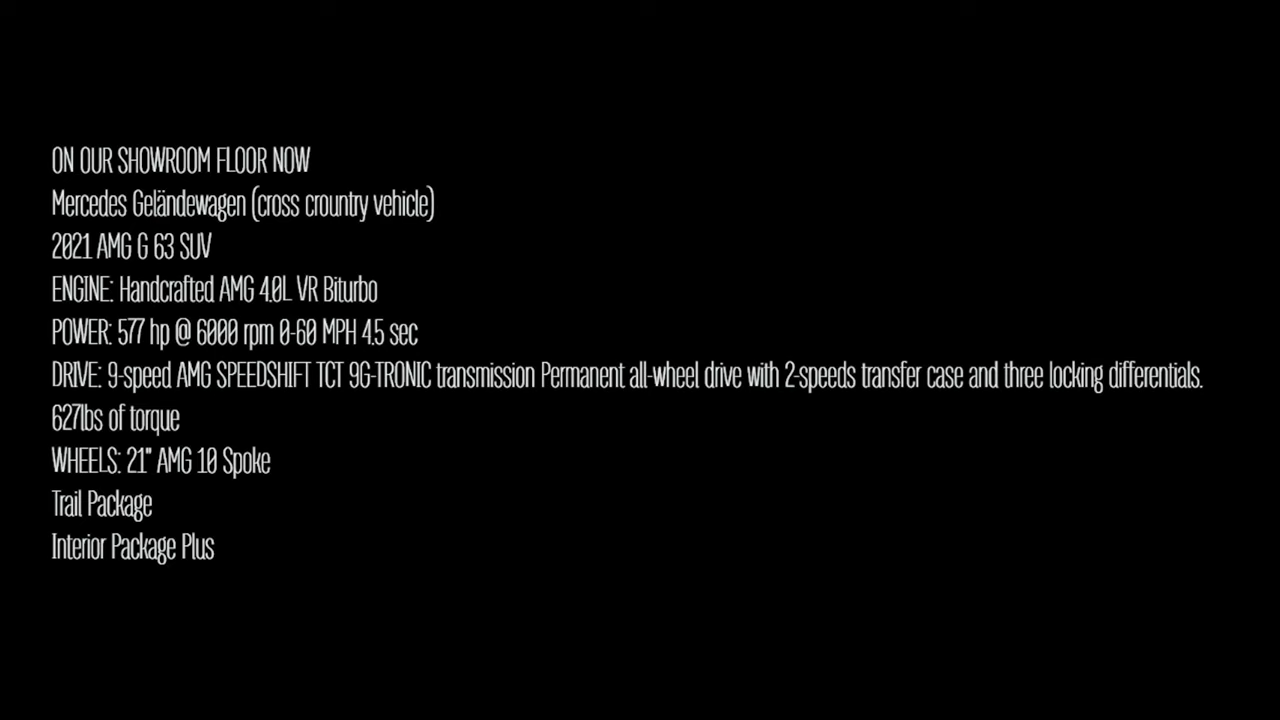 ON OUR SHOWROOM FLOOR NOW
Mercedes Geländewagen (cross crountry vehicle)
2021 AMG G 63 SUV
ENGINE: Handcrafted AMG 4.0L VR Biturbo
POWER: 577 hp @ 6000 rpm 0-60 MPH 4.5 sec
DRIVE: 9-speed AMG SPEEDSHIFT TCT 9G-TRONIC transmission Permanent all-wheel drive with 2-speeds transfer case and three locking differentials.
627lbs of torque
WHEELS: 21" AMG 10 Spoke
Trail Package
Interior Package Plus